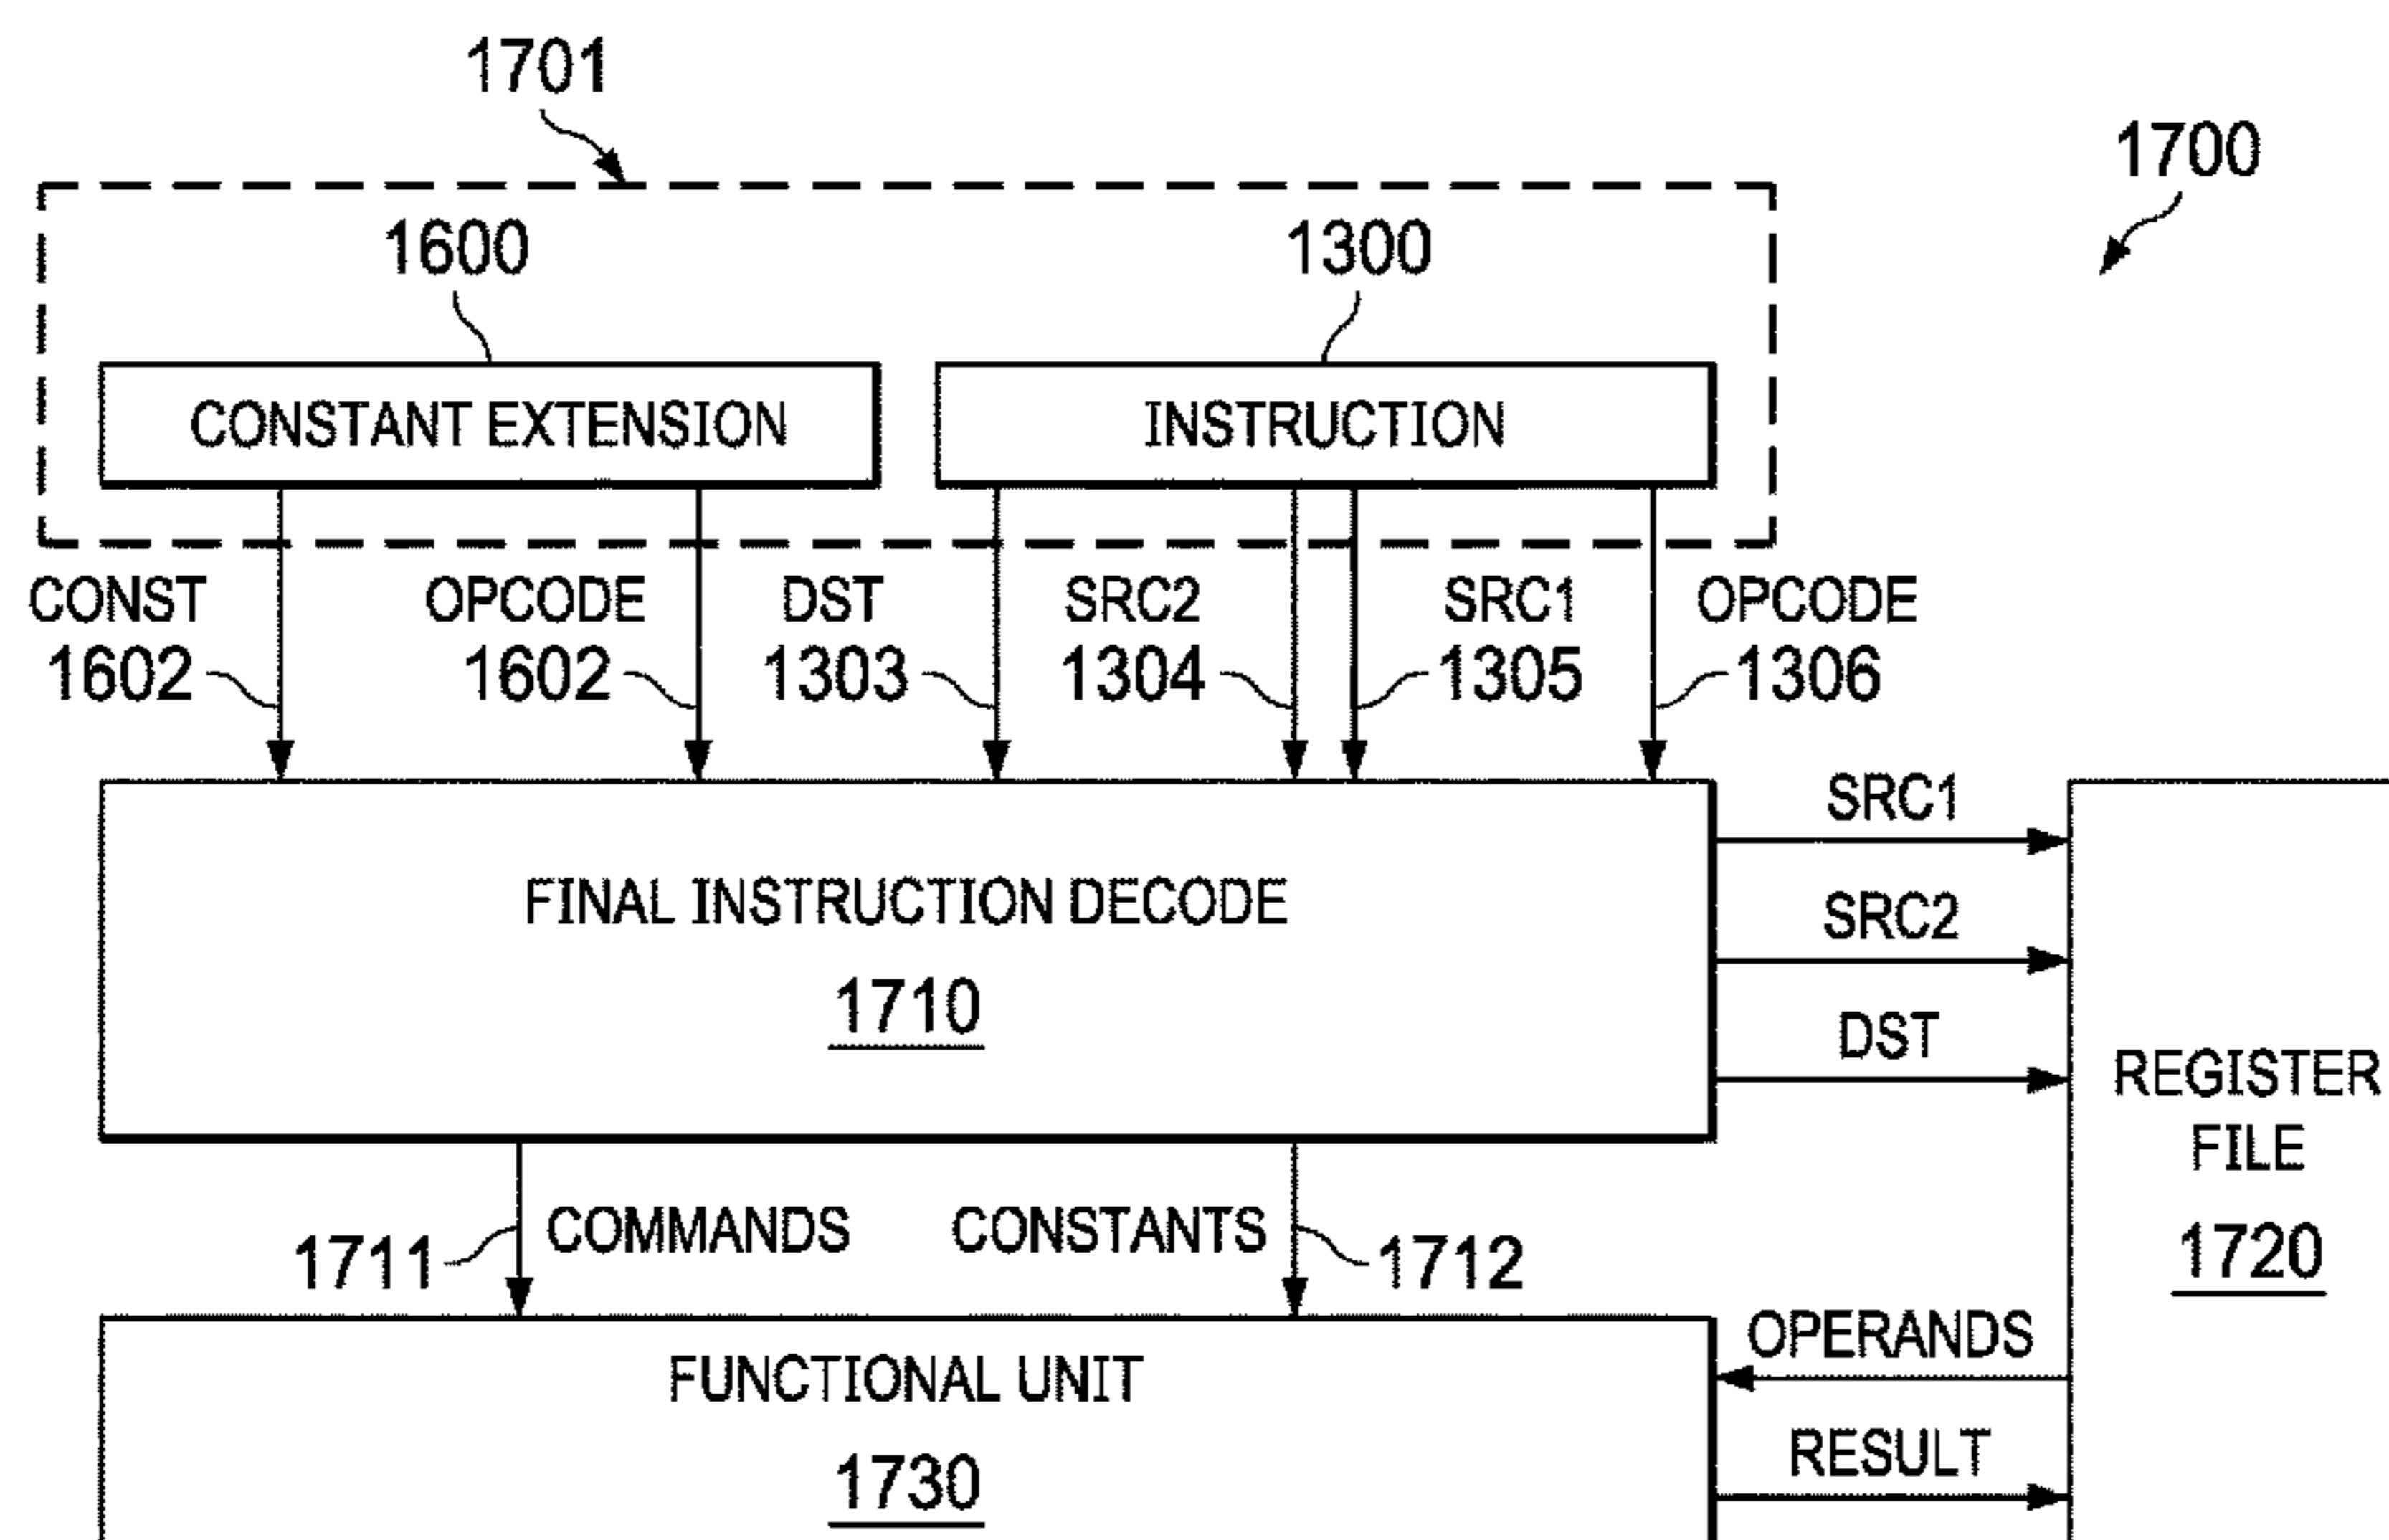 1701
1700
1600
1300
CONSTANT EXTENSION
INSTRUCTION
CONST
1602
OPCODE
1602
DST
1303
SRC2
1304
SRC1
1305
OPCODE
1306
FINAL INSTRUCTION DECODE
1710
SRC1
SRC2
DST
REGISTER
FILE
1720
1711
COMMANDS
CONSTANTS
1712
FUNCTIONAL UNIT
1730
OPERANDS
RESULT